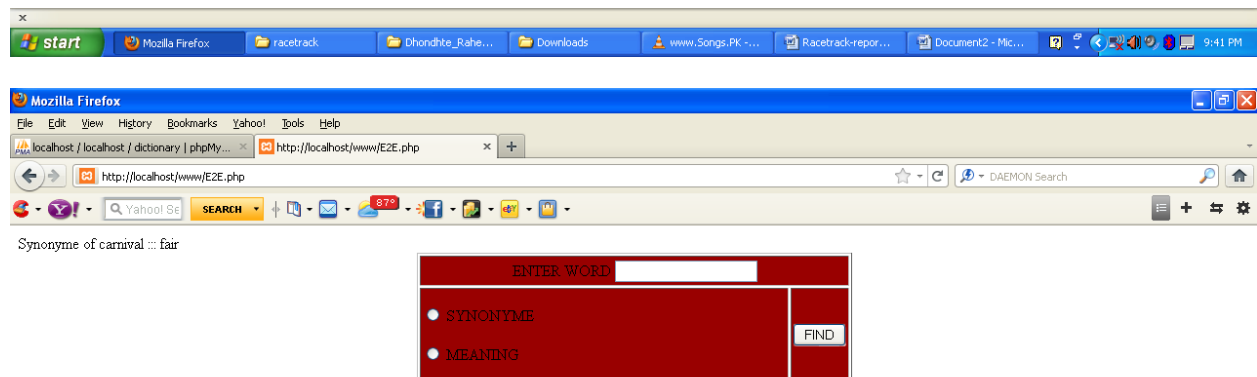 x
start Mozilla Firefox racetrack Dhondhte_Rahe... Downloads www.Songs.PK -... Racetrack-repor... Document2 - Mic... 9:41 PM
Mozilla Firefox
File Edit View History Bookmarks Yahoo! Tools Help
localhost / localhost / dictionary | phpMy... × http://localhost/www/E2E.php × +
http://localhost/www/E2E.php DAEMON Search
Yahoo! Se SEARCH 87°
Synonyme of carnival ::: fair
ENTER WORD
SYNONYME
FIND
MEANING